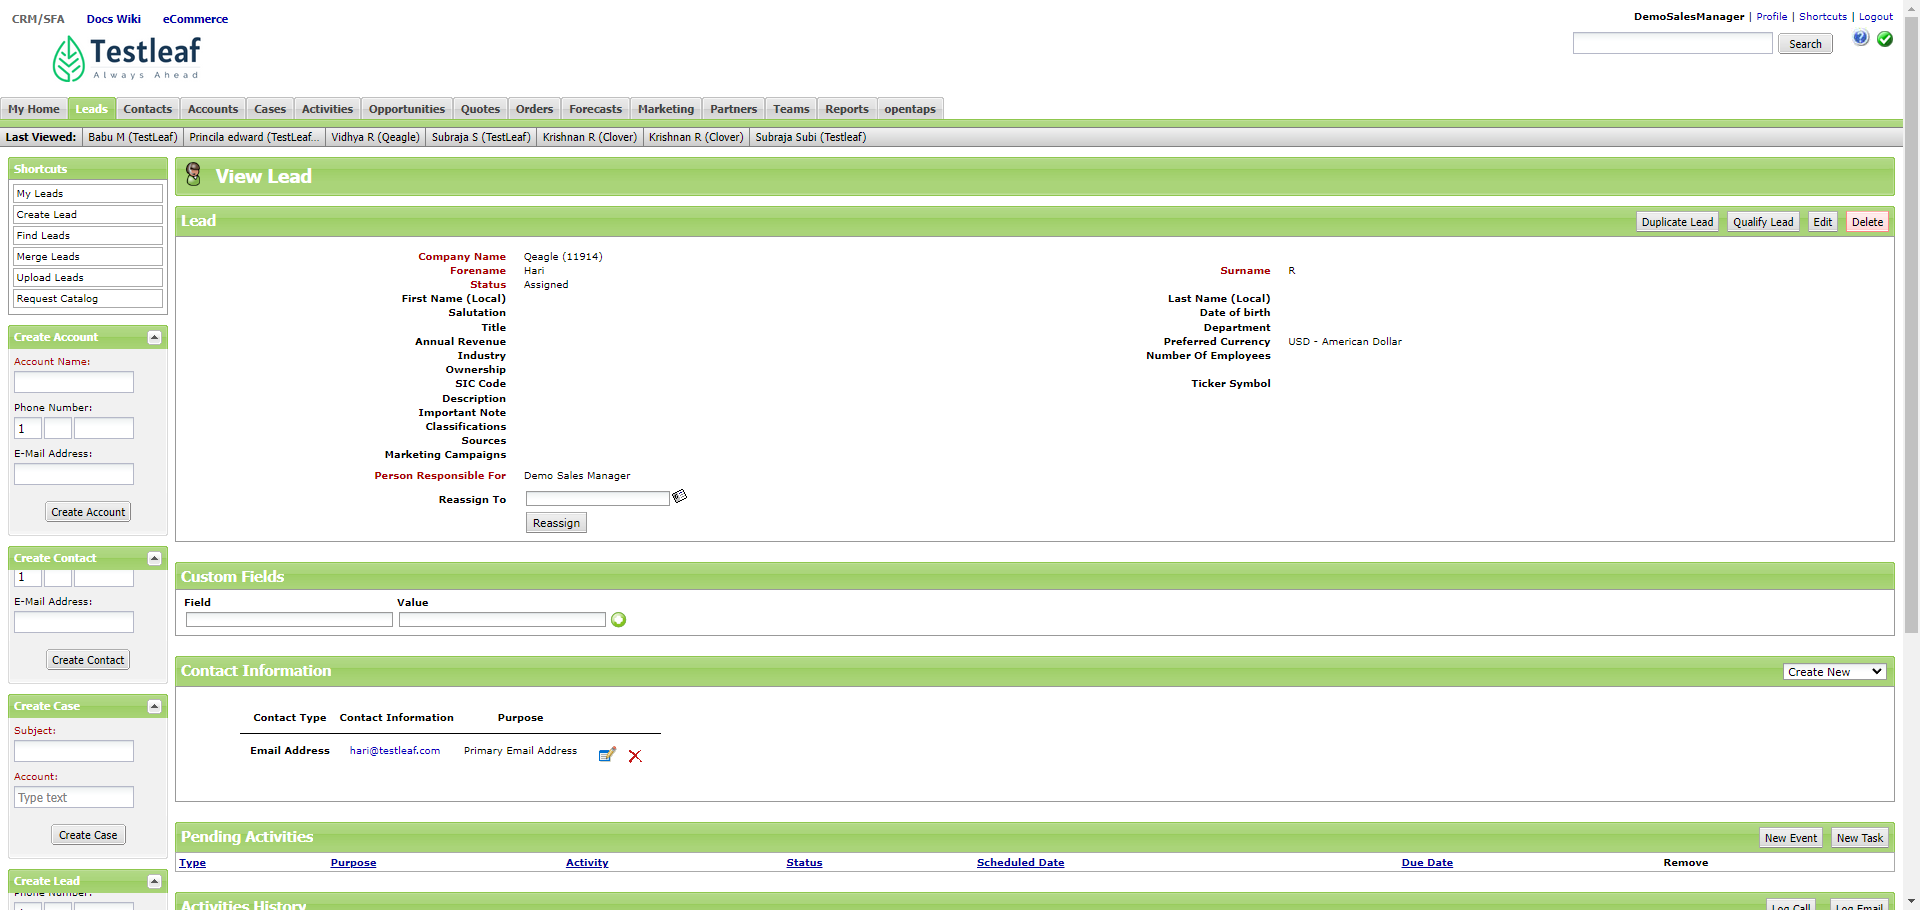 CRM/SFA Docs Wiki eCommerce
DemoSalesManager | Profile | Shortcuts | Logout
Testleaf
Always Ahead
Search
My Home Leads Contacts Accounts Cases Activities Opportunities Quotes Orders Forecasts Marketing Partners Teams Reports opentaps
Last Viewed: Babu M (TestLeaf) Princila edward (TestLeaf... Vidhya R (Qeagle) Subraja S (TestLeaf) Krishnan R (Clover) Krishnan R (Clover) Subraja Subi (Testleaf)
Shortcuts
My Leads
Create Lead
Find Leads
Merge Leads
Upload Leads
Request Catalog
Create Account
Account Name:
Phone Number:
1
E-Mail Address:
Create Account
Create Contact
1
E-Mail Address:
Create Contact
Create Case
Subject:
Account:
Type text
Create Case
Create Lead
Phone Number:
View Lead
Lead
Duplicate Lead Qualify Lead Edit Delete
Company Name Qeagle (11914)
Forename Hari Surname R
Status Assigned
First Name (Local) Last Name (Local)
Salutation Date of birth
Title Department
Annual Revenue Preferred Currency USD - American Dollar
Industry Number Of Employees
Ownership
SIC Code Ticker Symbol
Description
Important Note
Classifications
Sources
Marketing Campaigns
Person Responsible For Demo Sales Manager
Reassign To
Reassign
Custom Fields
Field Value
Contact Information
Create New
Contact Type Contact Information Purpose
Email Address hari@testleaf.com Primary Email Address
Pending Activities
New Event New Task
Type Purpose Activity Status Scheduled Date Due Date Remove
Activities History
Log Call Log Email